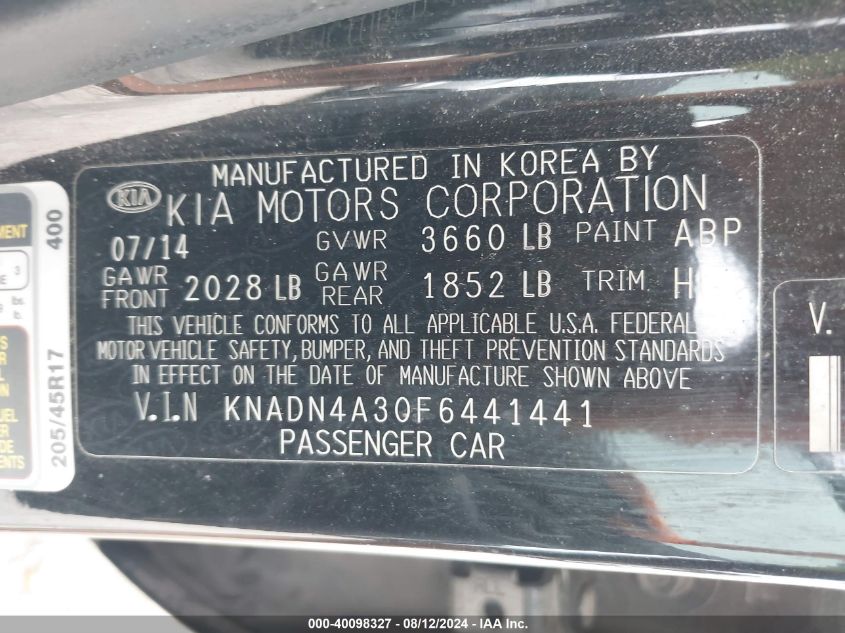 MANUFACTURED IN KOREA BY
KIA KIA MOTORS CORPORATION
07/14 GVWR 3660 LB PAINT ABP
GAWR FRONT 2028 LB GAWR REAR 1852 LB TRIM
THIS VEHICLE CONFORMS TO ALL APPLICABLE U.S.A. FEDERAL
MOTOR VEHICLE SAFETY, BUMPER, AND THEFT PREVENTION STANDARDS
IN EFFECT ON THE DATE OF MANUFACTURE SHOWN ABOVE
V.I.N KNADN4A30F6441441
PASSENGER CAR
400
205/45R17
3
V.
000-40098327 - 08/12/2024 - IAA Inc.